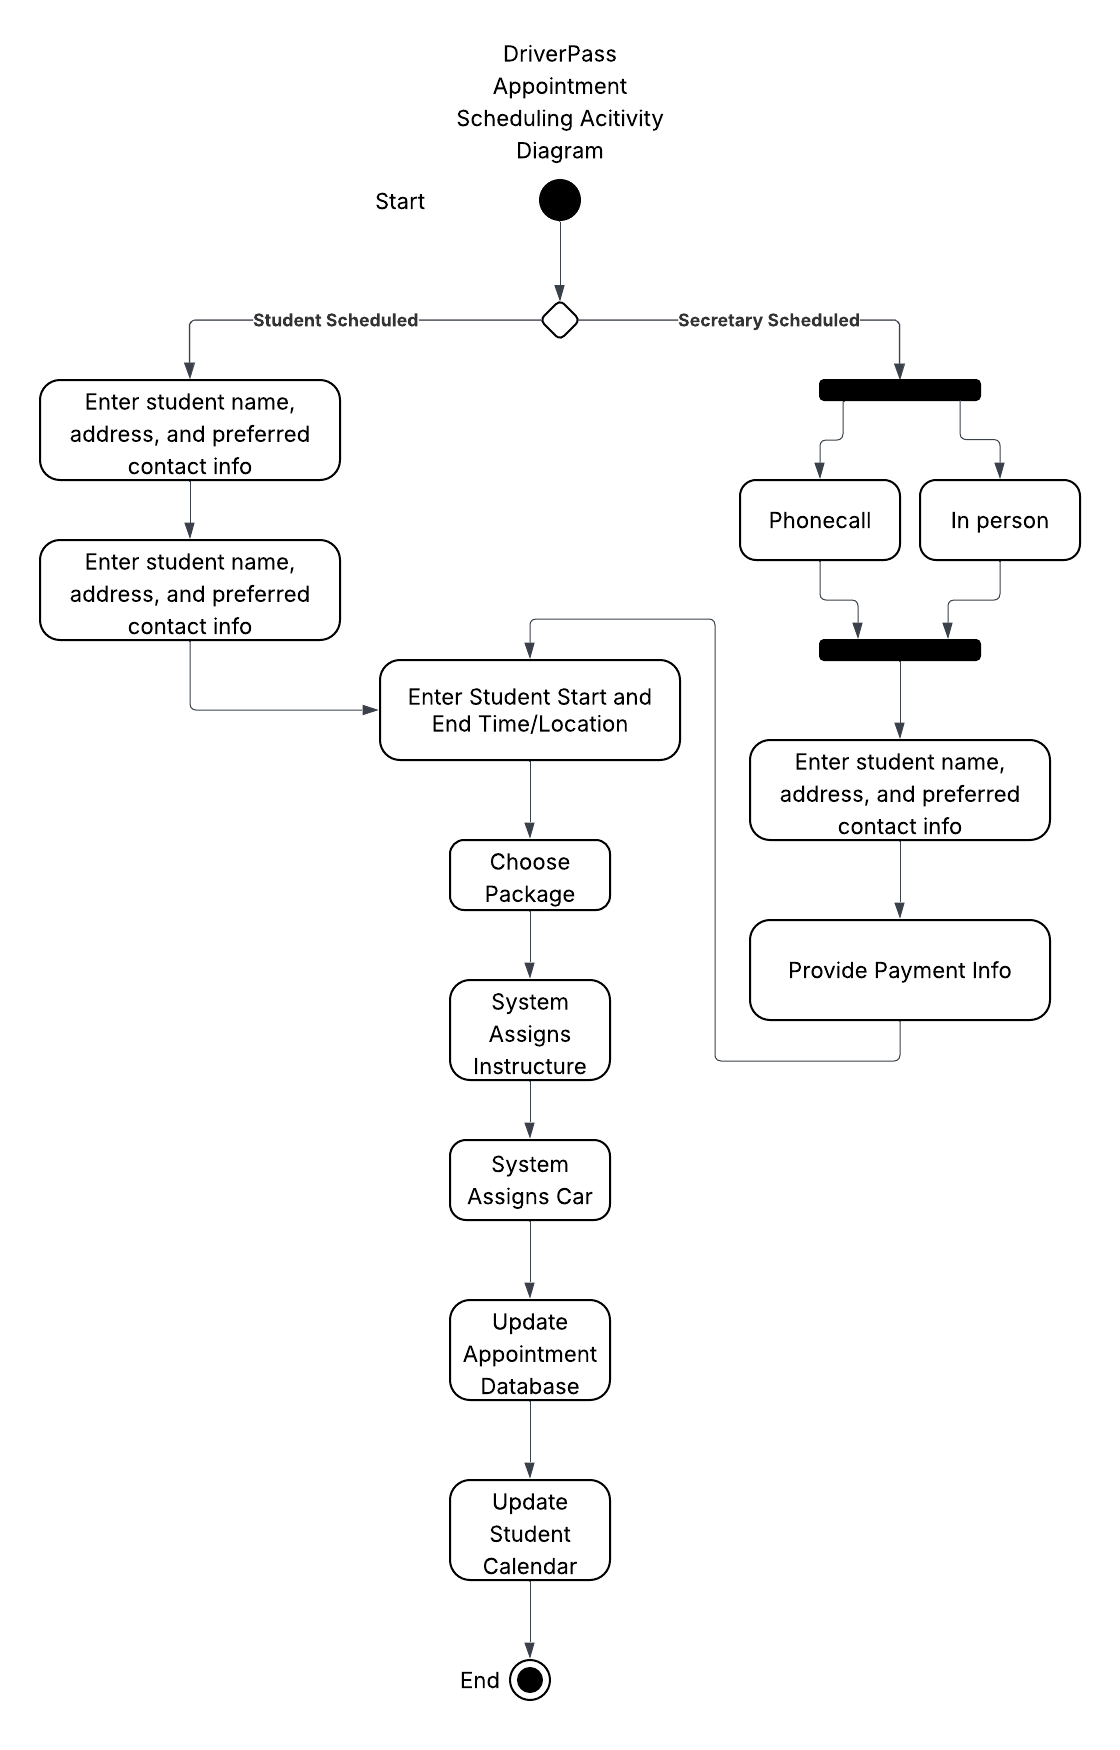 DriverPass
Appointment
Scheduling Acitivity
Diagram
Start
Student Scheduled
Secretary Scheduled
Enter student name,
address, and preferred
contact info
Phonecall
In person
Enter student name,
address, and preferred
contact info
Enter Student Start and
End Time/Location
Enter student name,
address, and preferred
contact info
Choose
Package
Provide Payment Info
System
Assigns
Instructure
System
Assigns Car
Update
Appointment
Database
Update
Student
Calendar
End